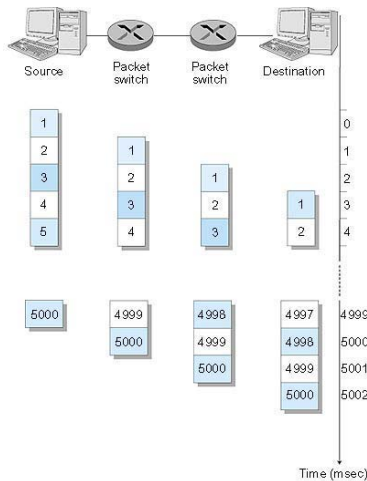 Source Packet switch Packet switch Destination
1 0
2 1 1
3 2 1 2
4 3 2 1 3
5 4 3 2 4
5000 4999 4998 4997 4999
5000 4999 4998 5000
5000 4999 5001
5000 5002
Time (msec)